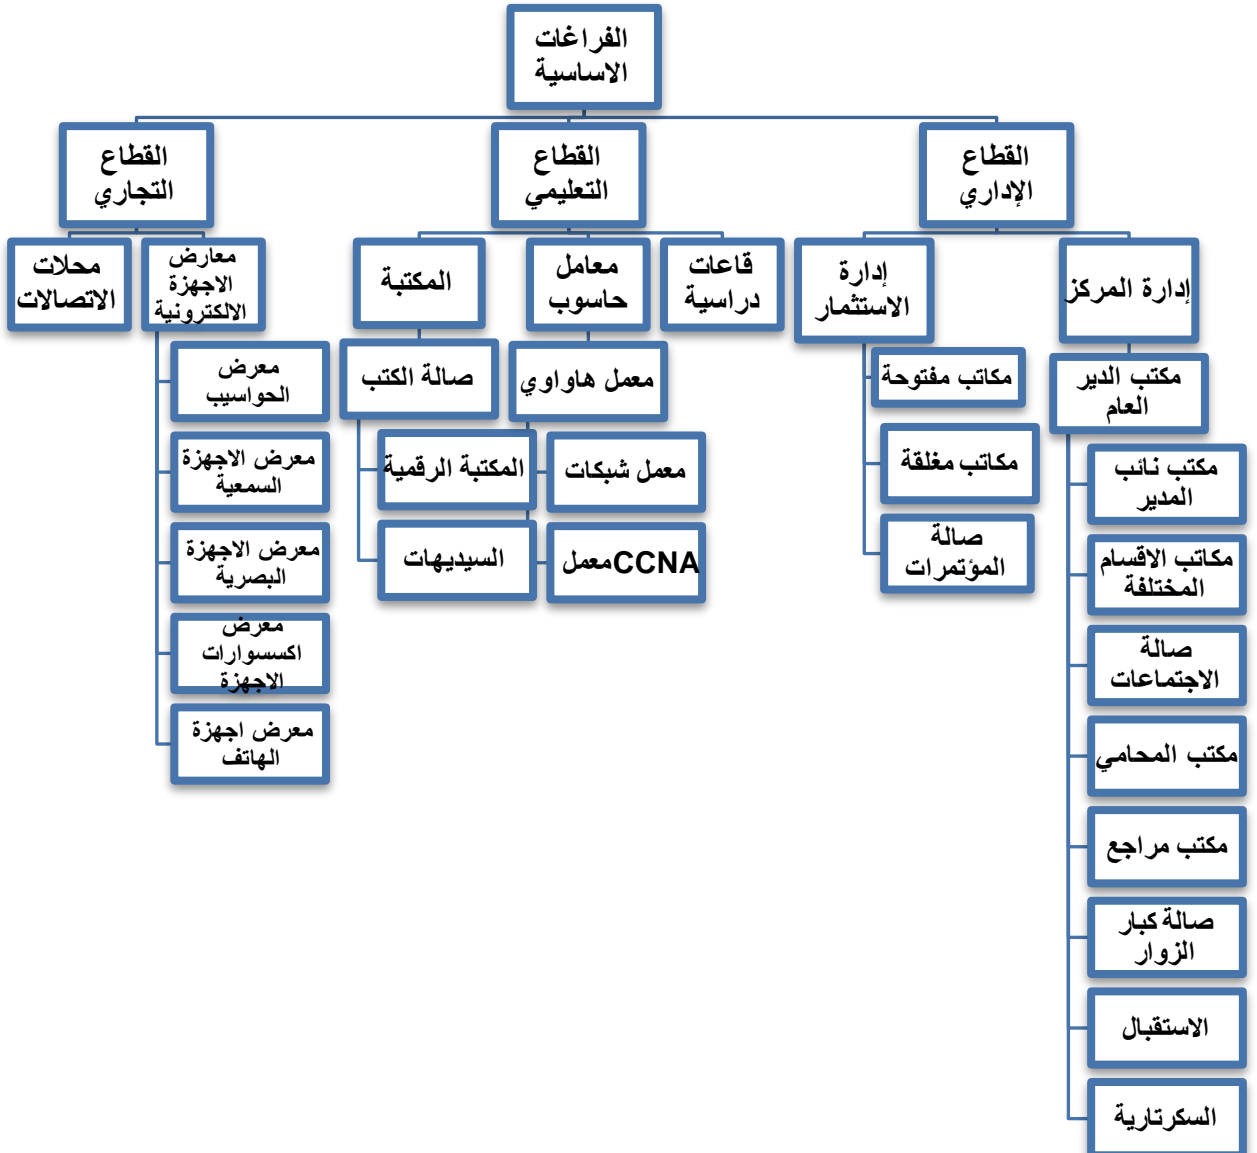 الفراغات
الاساسية
القطاع
الإداري
القطاع
التعليمي
القطاع
التجاري
إدارة المركز
إدارة
الاستثمار
قاعات
دراسية
معامل
حاسوب
المكتبة
معارض
الاجهزة
الالكترونية
محلات
الاتصالات
مكتب الدير
العام
مكتب نائب
المدير
مكاتب الاقسام
المختلفة
صالة
الاجتماعات
مكتب المحامي
مكتب مراجع
صالة كبار
الزوار
الاستقبال
السكرتارية
مكاتب مفتوحة
مكاتب مغلقة
صالة
المؤتمرات
معمل هاواوي
معمل شبكات
معملCCNA
صالة الكتب
المكتبة الرقمية
السيديهات
معرض
الحواسيب
معرض الاجهزة
السمعية
معرض الاجهزة
البصرية
معرض
اكسسوارات
الاجهزة
معرض اجهزة
الهاتف